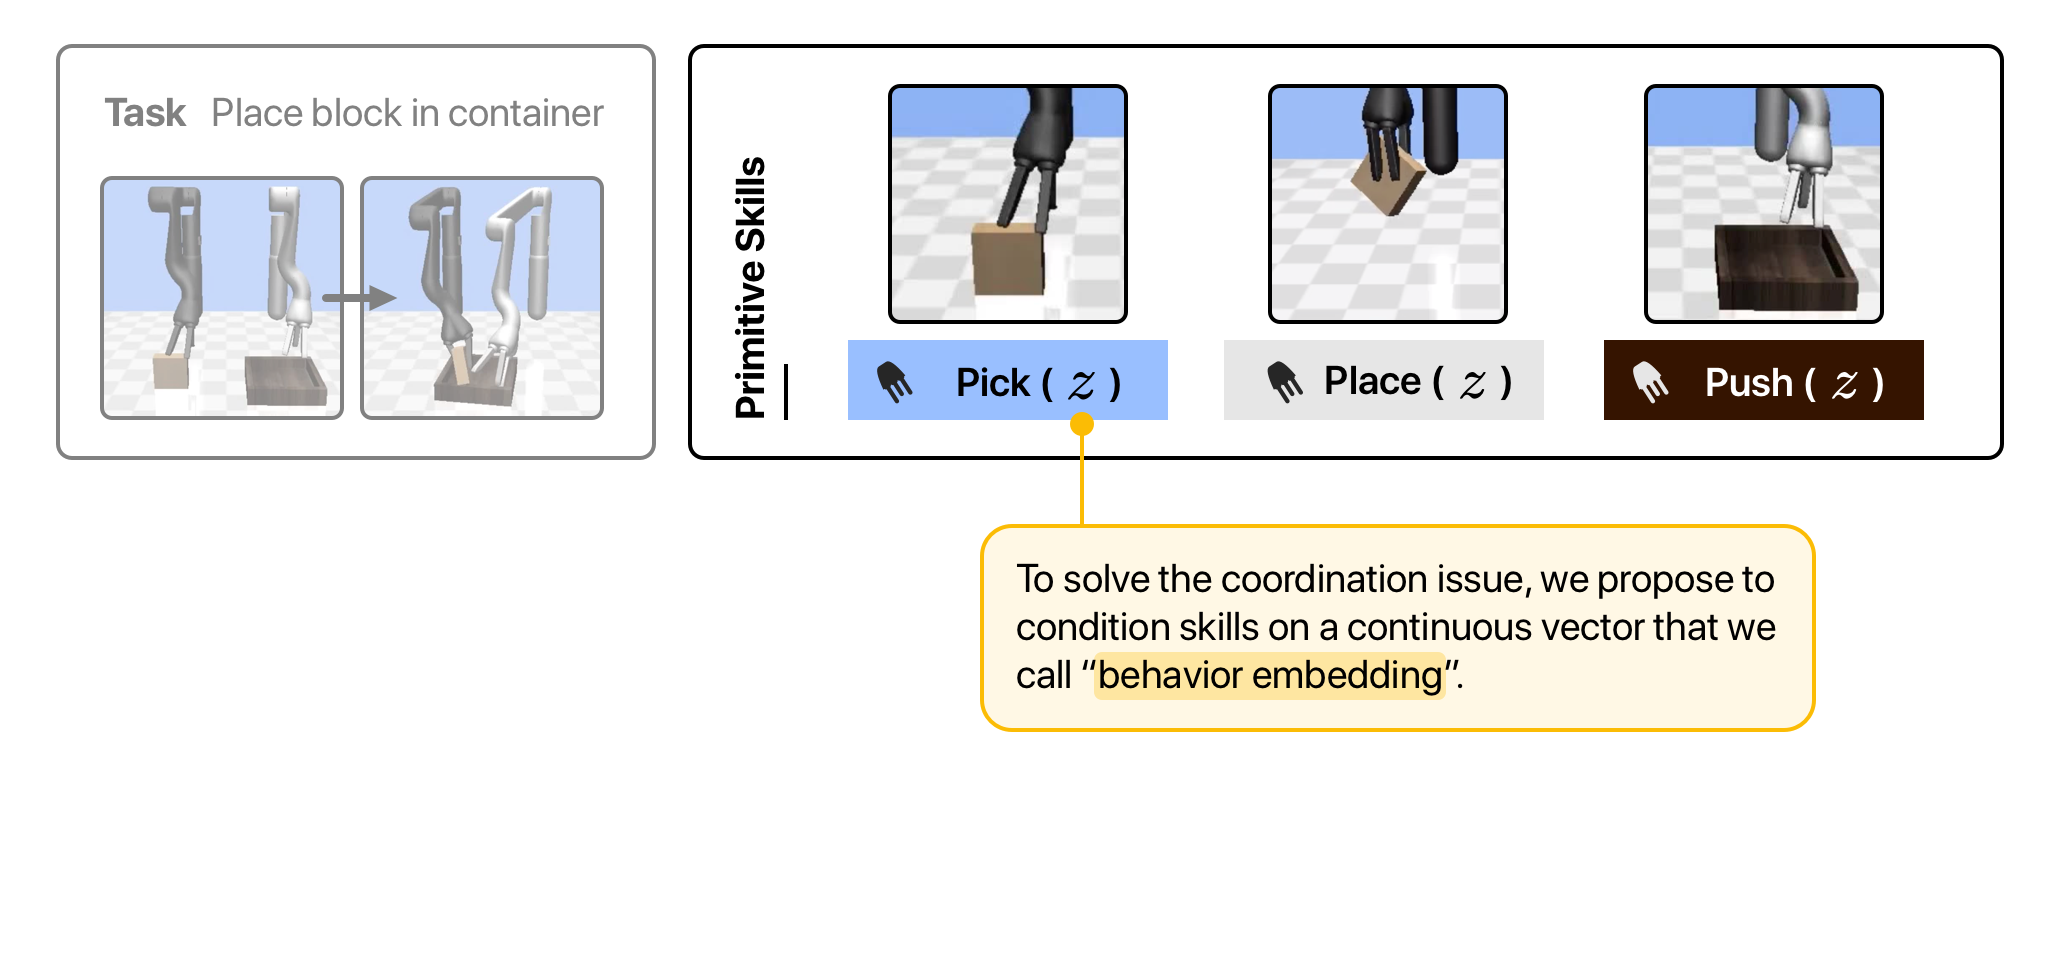 Task Place block in container
Primitive Skills
Pick ( z )
Place ( z )
Push ( z )
To solve the coordination issue, we propose to
condition skills on a continuous vector that we
call “behavior embedding”.